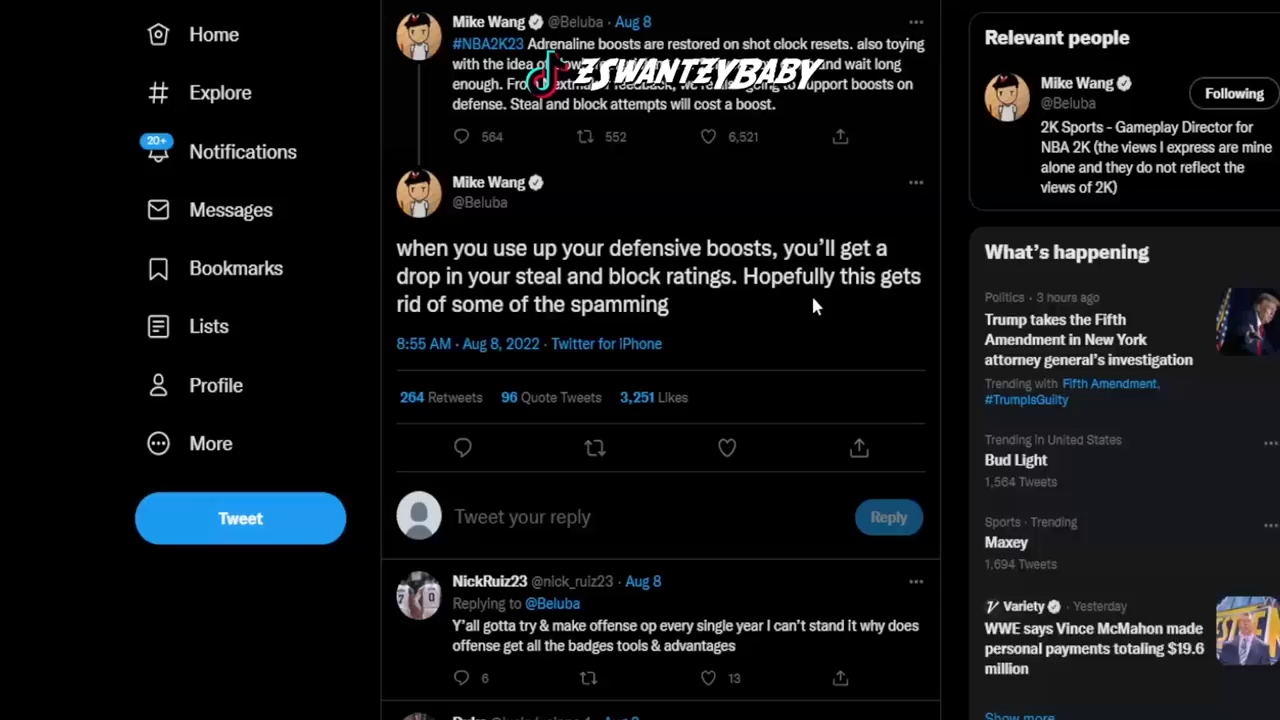 Home
Explore
20+
Notifications
Messages
Bookmarks
Lists
Profile
More
Tweet
Mike Wang @Beluba · Aug 8
#NBA2K23 Adrenaline boosts are restored on shot clock resets. also toying
with the idea of and wait long
enough. support boosts on
defense. Steal and block attempts will cost a boost.
ZSWANTZYBABY
564 552 6,521
Mike Wang
@Beluba
when you use up your defensive boosts, you'll get a
drop in your steal and block ratings. Hopefully this gets
rid of some of the spamming
8:55 AM · Aug 8, 2022 · Twitter for iPhone
264 Retweets 96 Quote Tweets 3,251 Likes
Tweet your reply
Reply
NickRuiz23 @nick_ruiz23 · Aug 8
Replying to @Beluba
Y'all gotta try & make offense op every single year I can't stand it why does
offense get all the badges tools & advantages
6 13
Aug 8
Relevant people
Mike Wang
@Beluba
Following
2K Sports - Gameplay Director for
NBA 2K (the views I express are mine
alone and they do not reflect the
views of 2K)
What's happening
Politics · 3 hours ago
Trump takes the Fifth
Amendment in New York
attorney general's investigation
Trending with Fifth Amendment,
#TrumpIsGuilty
Trending in United States
Bud Light
1,564 Tweets
Sports · Trending
Maxey
1,694 Tweets
Variety · Yesterday
WWE says Vince McMahon made
personal payments totaling $19.6
million
Show more